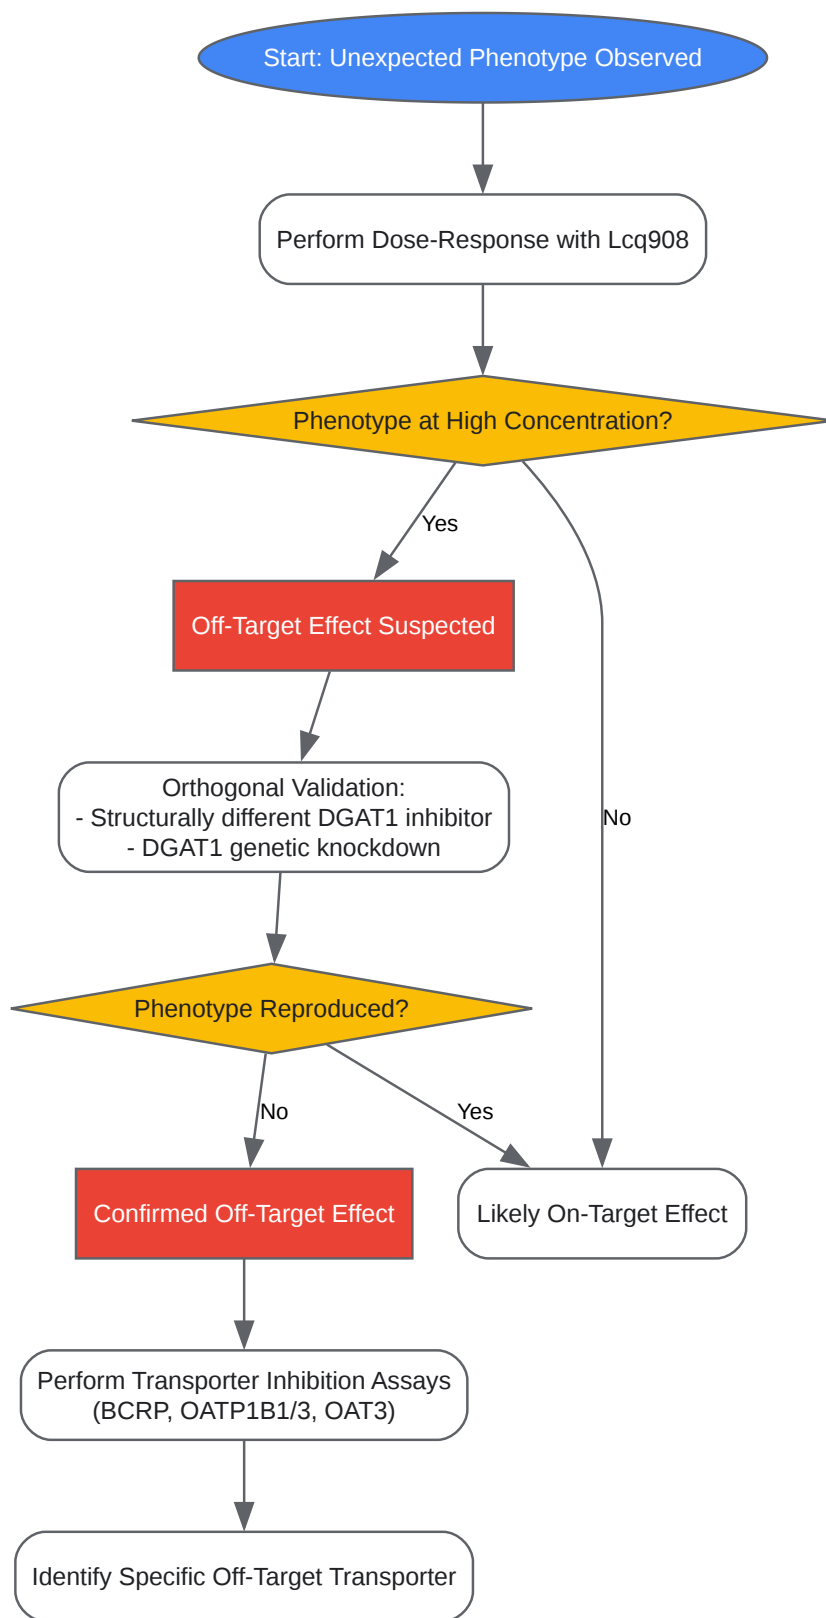 Start: Unexpected Phenotype Observed
Perform Dose-Response with Lcq908
Phenotype at High Concentration?
Yes
Off-Target Effect Suspected
Orthogonal Validation:
- Structurally different DGAT1 inhibitor
- DGAT1 genetic knockdown
No
Phenotype Reproduced?
No
Yes
Confirmed Off-Target Effect
Likely On-Target Effect
Perform Transporter Inhibition Assays
(BCRP, OATP1B1/3, OAT3)
Identify Specific Off-Target Transporter